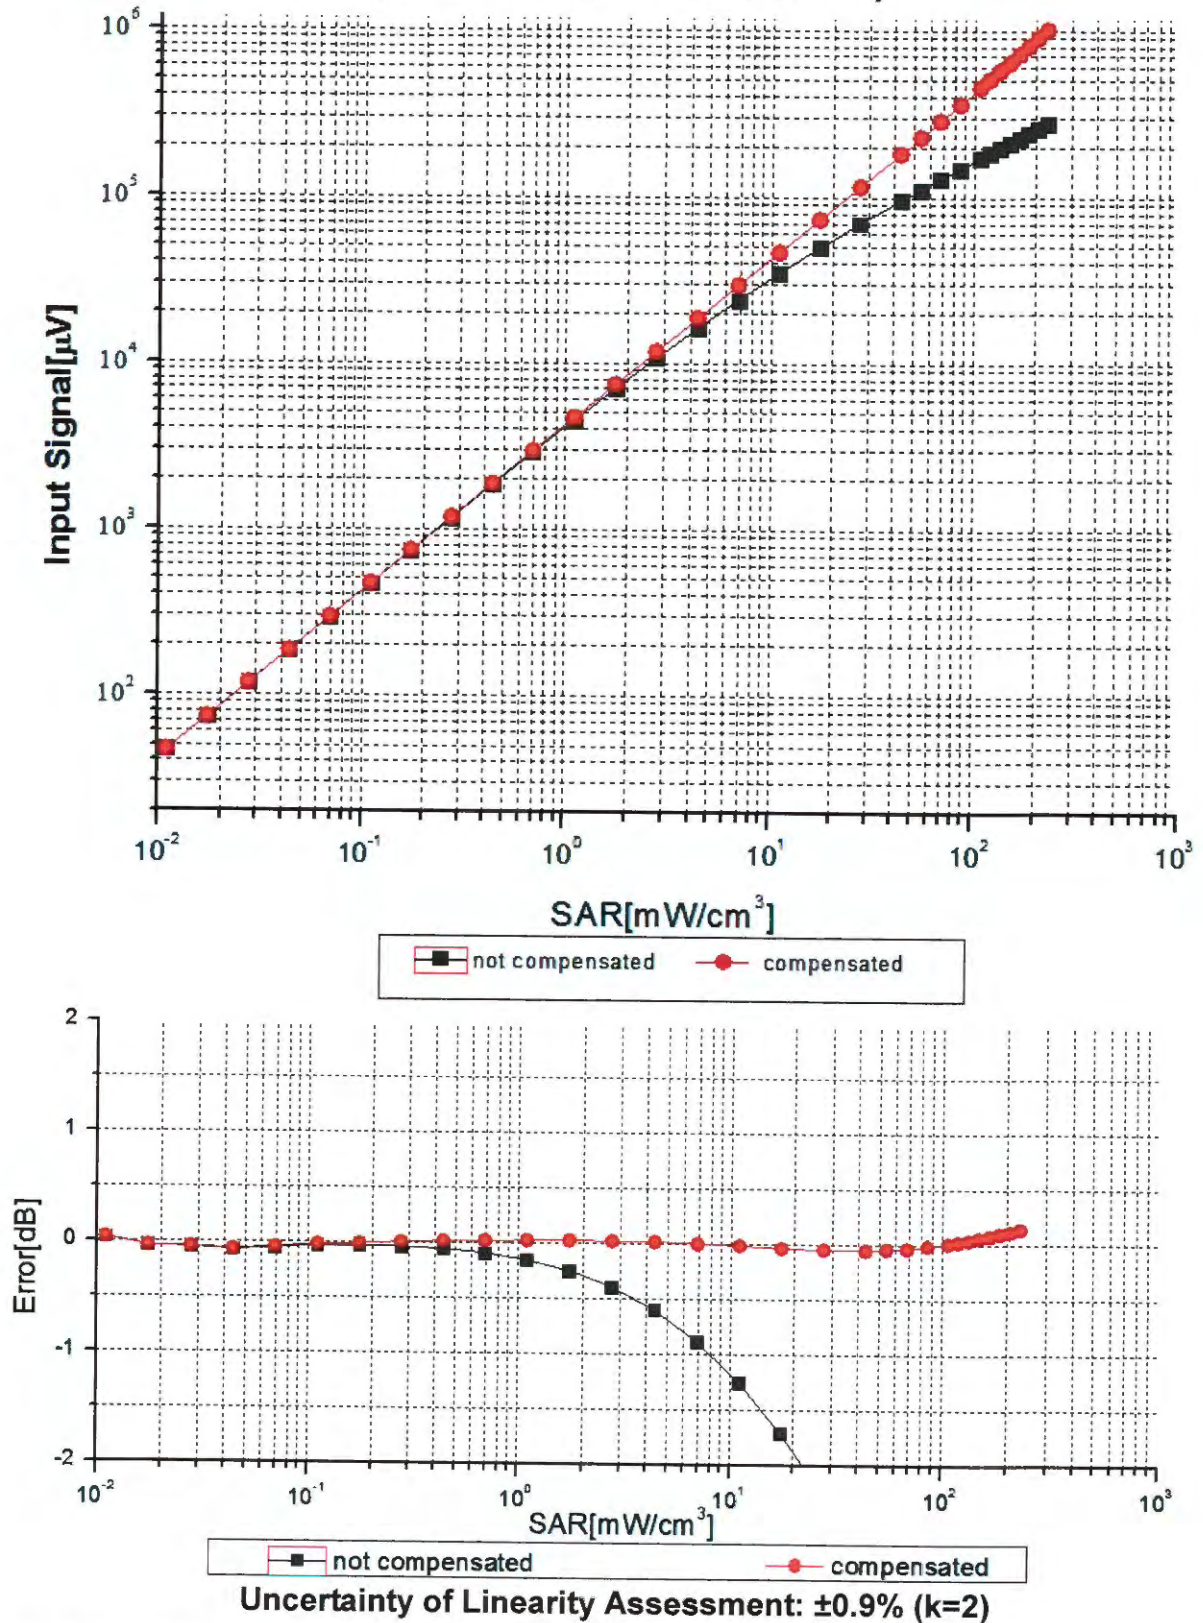 10⁶
10⁵
10⁴
10³
10²
Input Signal[µV]
10⁻² 10⁻¹ 10⁰ 10¹ 10² 10³
SAR[mW/cm³]
not compensated compensated
2
1
0
-1
-2
Error[dB]
10⁻² 10⁻¹ 10⁰ 10¹ 10² 10³
SAR[mW/cm³]
not compensated compensated
Uncertainty of Linearity Assessment: ±0.9% (k=2)